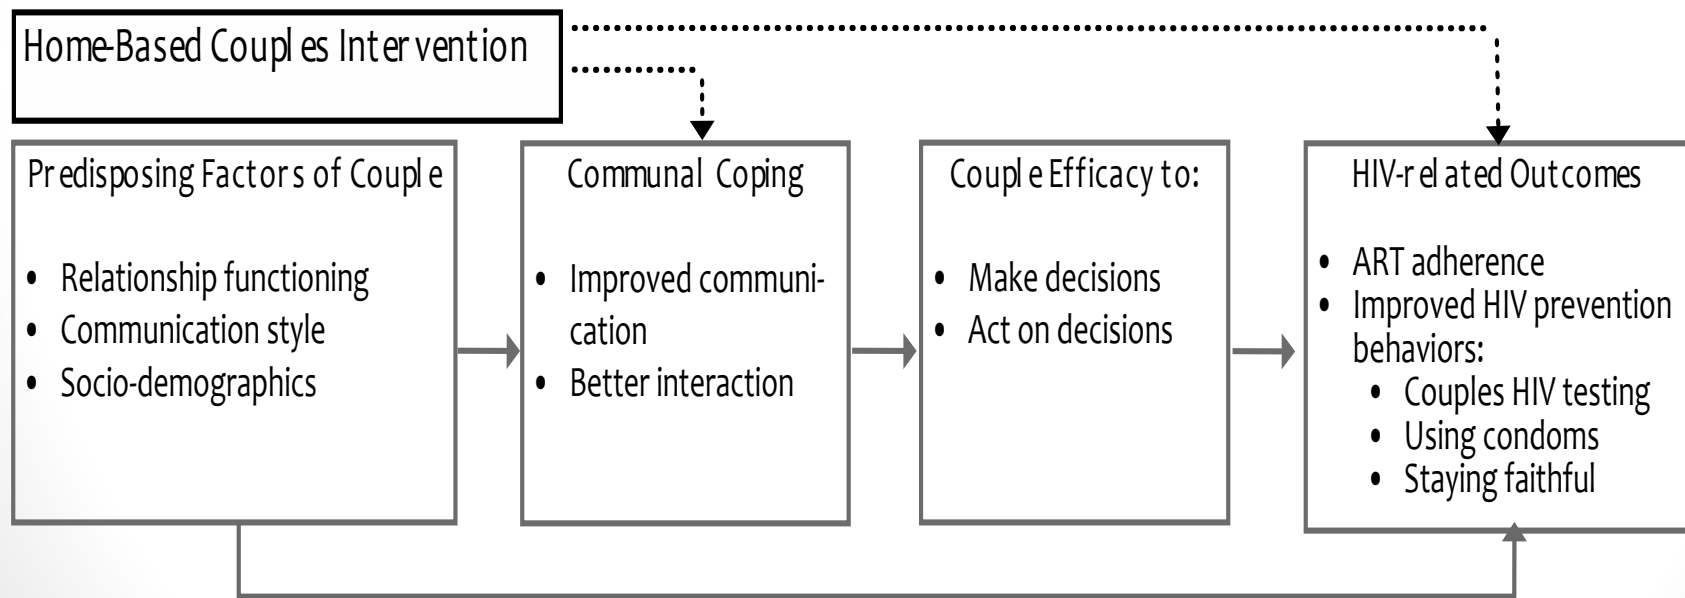 Home-Based Couples Intervention
Predisposing Factors of Couple
• Relationship functioning
• Communication style
• Socio-demographics
Communal Coping
• Improved communi-
cation
• Better interaction
Couple Efficacy to:
• Make decisions
• Act on decisions
HIV-related Outcomes
• ART adherence
• Improved HIV prevention
behaviors:
• Couples HIV testing
• Using condoms
• Staying faithful